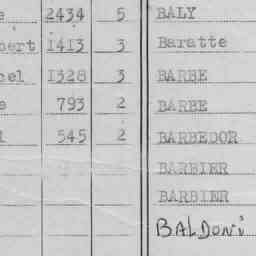 e 2434 5 BALY
bert 1413 3 Baratte
cel 1328 3 BARBE
e 793 2 BARBE
l 545 2 BARBEDOR
BARBIER
BARBIER
BALDONi